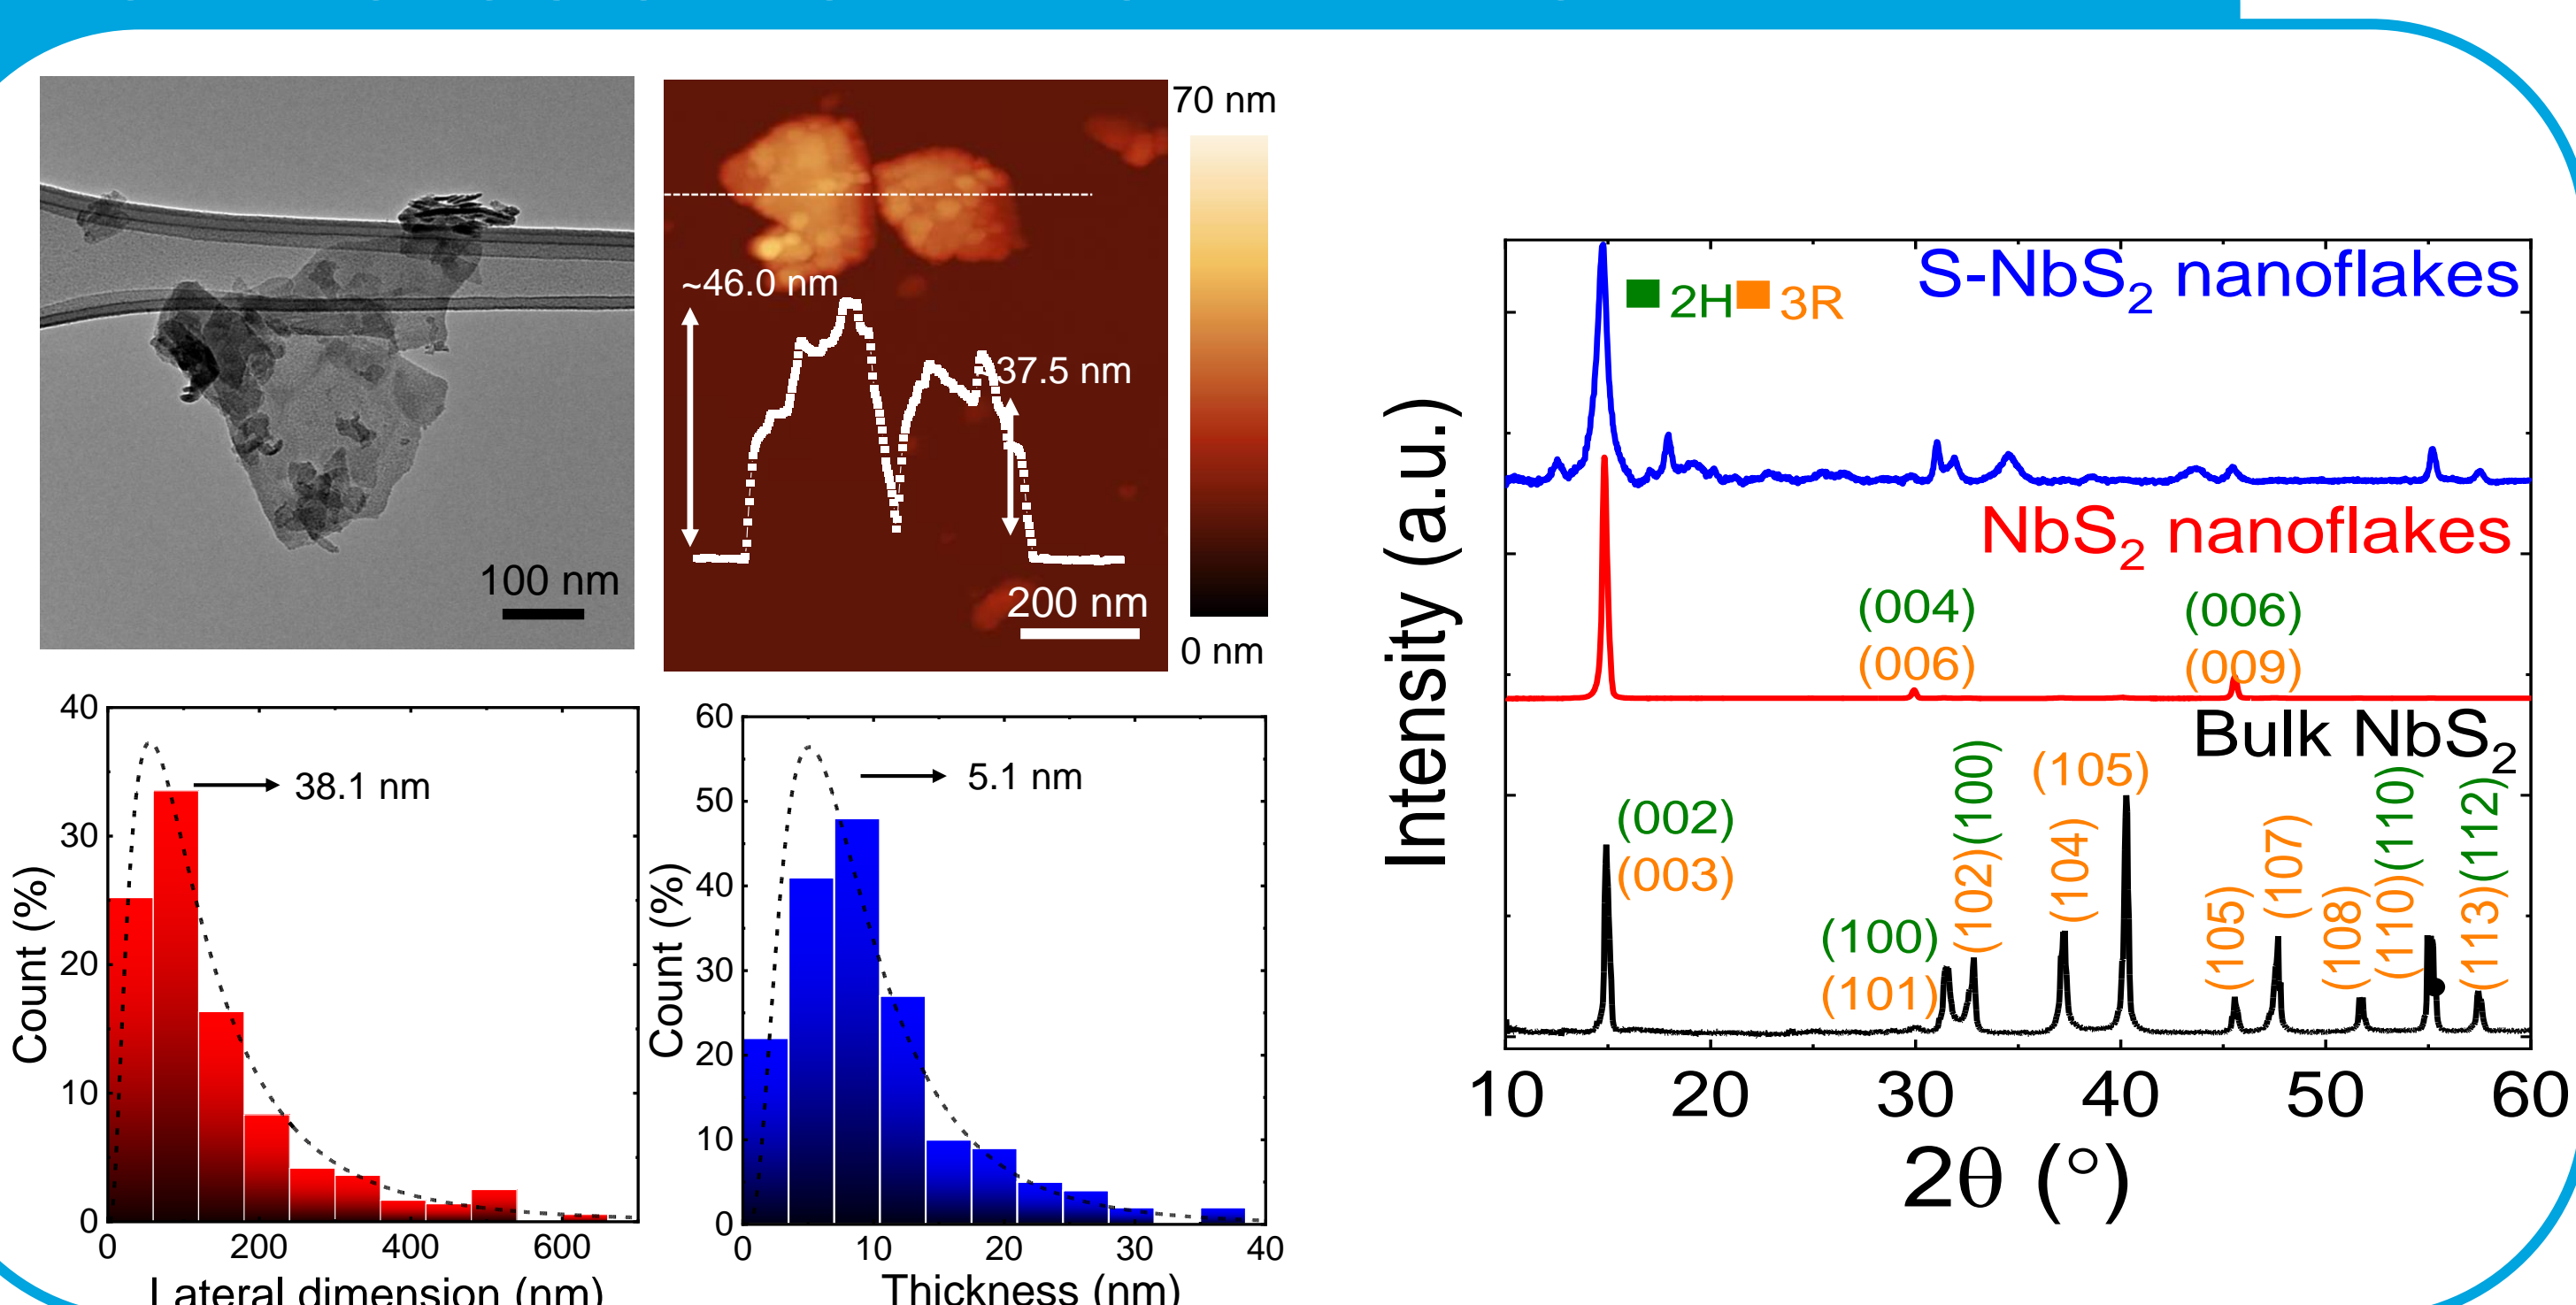 70 nm
~46.0 nm
37.5 nm
200 nm
0 nm
100 nm
40
30
20
10
0
Count (%)
38.1 nm
0 200 400 600
Lateral dimension (nm)
60
50
40
30
20
10
0
Count (%)
5.1 nm
0 10 20 30 40
Thickness (nm)
Intensity (a.u.)
S-NbS₂ nanoflakes
2H 3R
NbS₂ nanoflakes
(004) (006)
(006) (009)
Bulk NbS₂
(002)
(003)
(100)
(101)
(102)(100)
(104)
(105)
(105)
(107)
(108)
(110)(110)
(113)(112)
10 20 30 40 50 60
2θ (°)